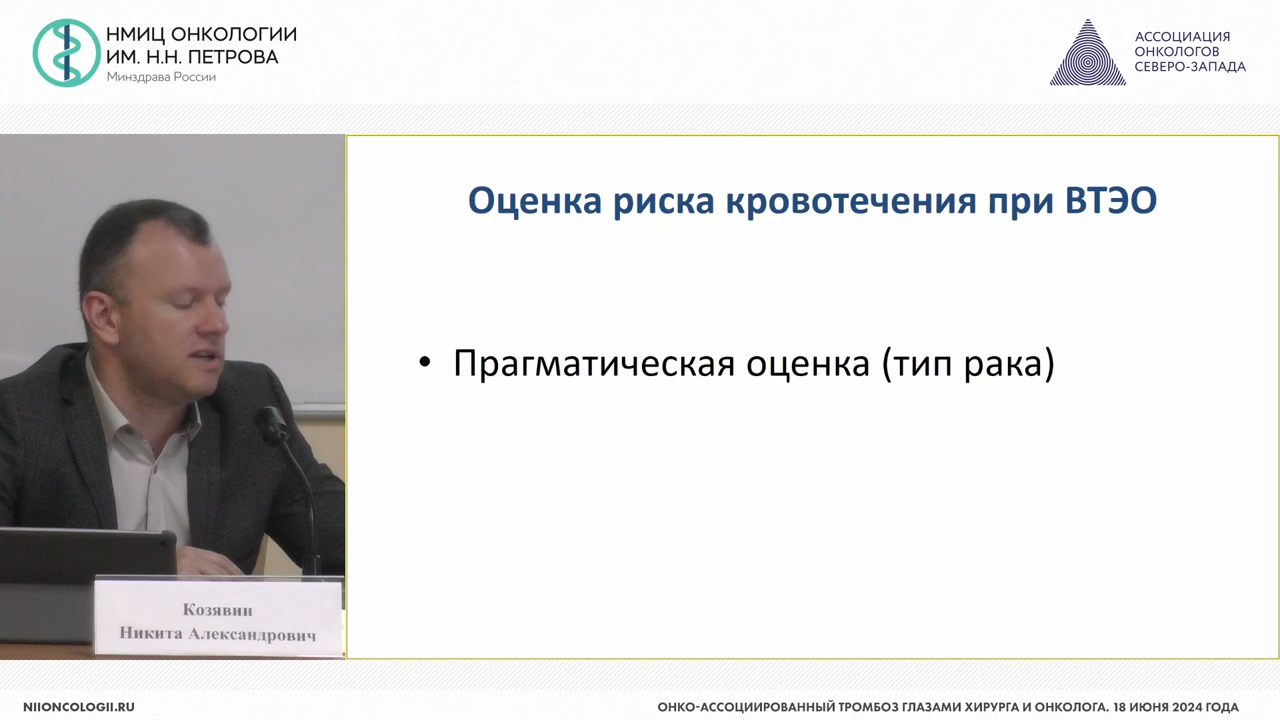 НМИЦ ОНКОЛОГИИ
ИМ. Н.Н. ПЕТРОВА
Минздрава России
АССОЦИАЦИЯ
ОНКОЛОГОВ
СЕВЕРО-ЗАПАДА
Оценка риска кровотечения при ВТЭО
• Прагматическая оценка (тип рака)
Козявин
Никита Александрович
NIIONCOLOGII.RU
ОНКО-АССОЦИИРОВАННЫЙ ТРОМБОЗ ГЛАЗАМИ ХИРУРГА И ОНКОЛОГА. 18 ИЮНЯ 2024 ГОДА